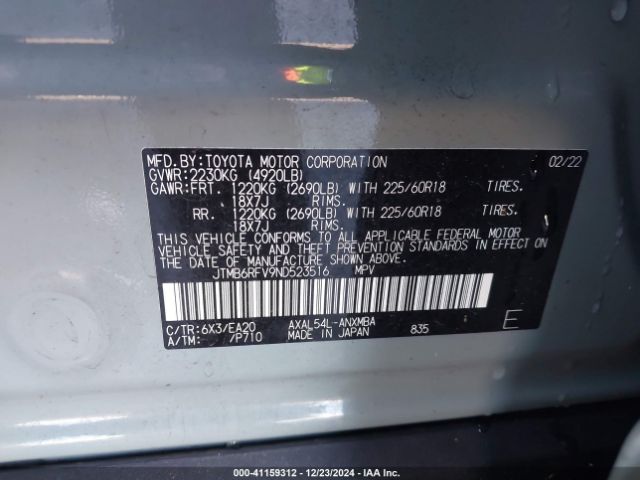 MFD.BY:TOYOTA MOTOR CORPORATION 02/22
GVWR:2230KG (4920LB)
GAWR:FRT. 1220KG (2690LB) WITH 225/60R18 TIRES.
18X7J RIMS.
RR. 1220KG (2690LB) WITH 225/60R18 TIRES.
18X7J RIMS.
THIS VEHICLE CONFORMS TO ALL APPLICABLE FEDERAL MOTOR
VEHICLE SAFETY AND THEFT PREVENTION STANDARDS IN EFFECT ON
THE DATE OF MANUFACTURE SHOWN ABOVE.
JTMB6RFV9ND523516 MPV
C/TR:6X3/EA20 AXAL54L-ANXMBA 835 E
A/TM: /P710 MADE IN JAPAN
000-41159312 - 12/23/2024 - IAA Inc.